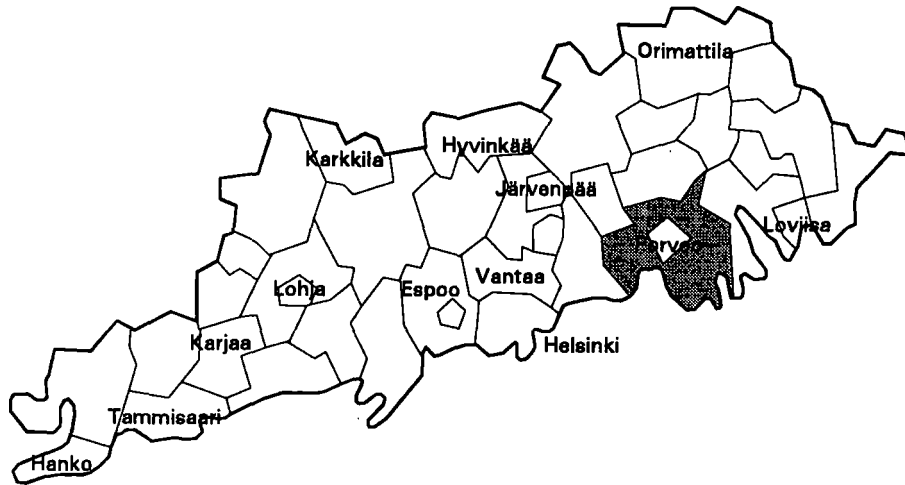 Orimattila
Hyvinkää
Karkkila
Järvenpää
Loviisa
Porvoo
Vantaa
Lohja
Espoo
Karjaa
Helsinki
Tammisaari
Hanko